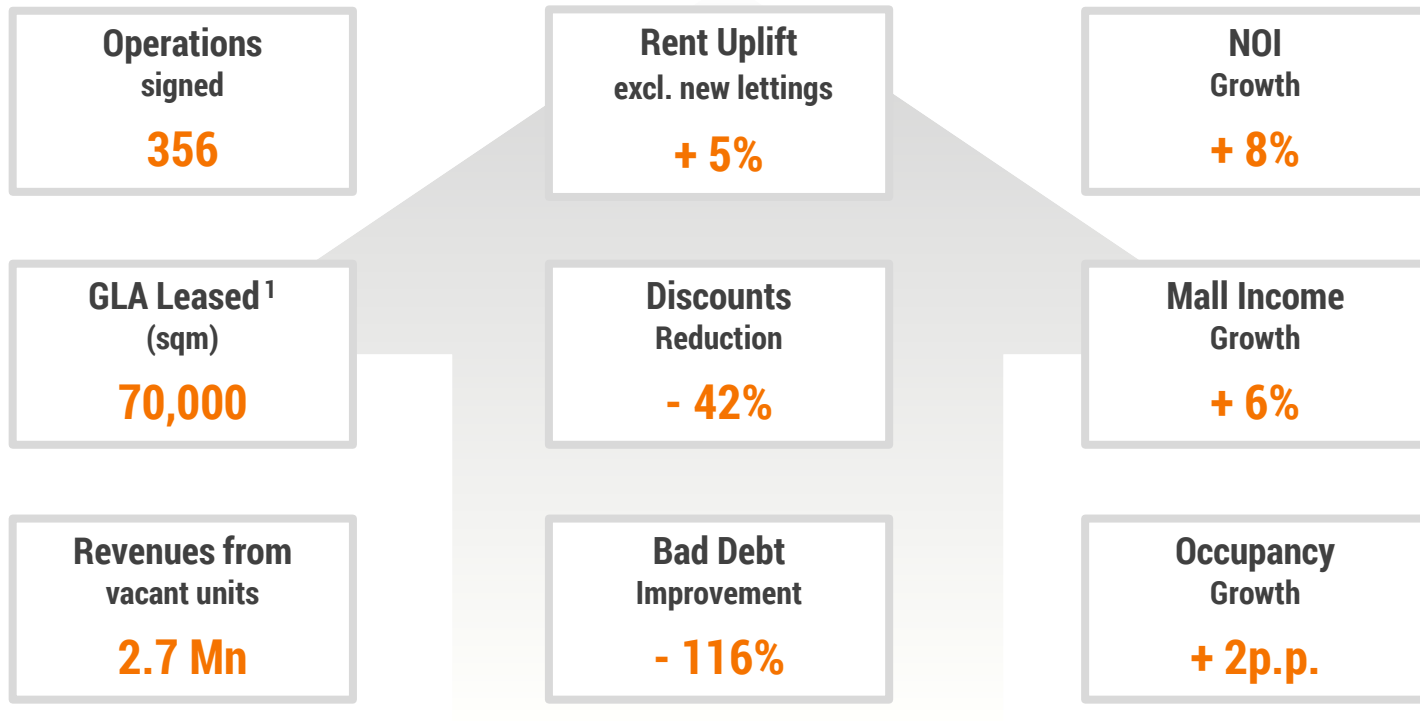 Operations
signed
356
Rent Uplift
excl. new lettings
+ 5%
NOI
Growth
+ 8%
GLA Leased 1
(sqm)
70,000
Discounts
Reduction
- 42%
Mall Income
Growth
+ 6%
Revenues from
vacant units
2.7 Mn
Bad Debt
Improvement
- 116%
Occupancy
Growth
+ 2p.p.